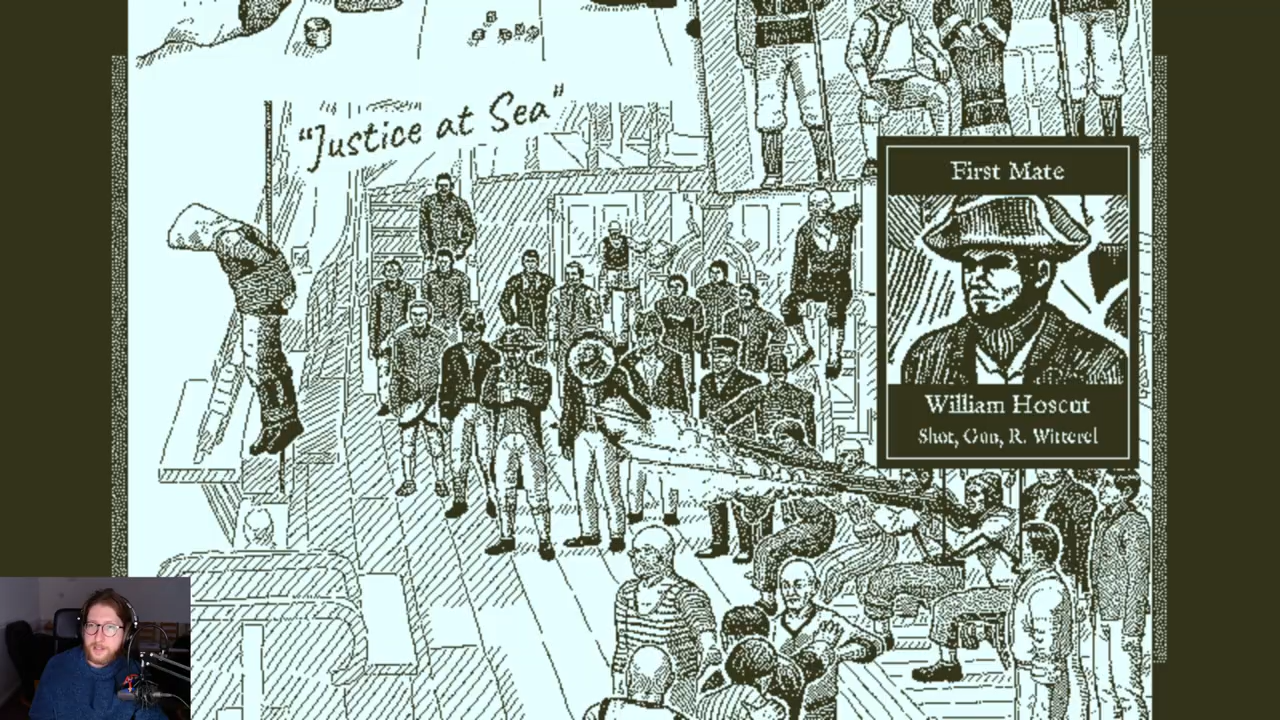 "Justice at Sea"
First Mate
William Hoscut
Shot, Gun, R. Witterel